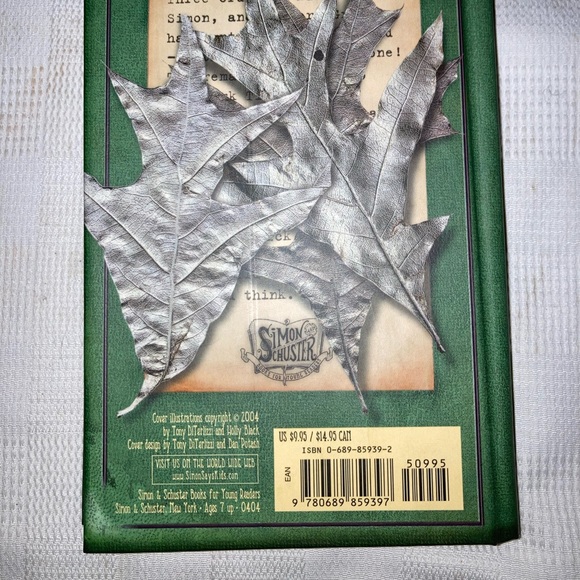 Three
Simon, and
one!
think.
SIMON AND
SCHUSTER
Cover illustrations copyright © 2004
by Tony DiTerlizzi and Holly Black
Cover design by Tony DiTerlizzi and Dan Potash
VISIT US ON THE WORLD WIDE WEB
www.SimonSaysKids.com
Simon & Schuster Books for Young Readers
Simon & Schuster, New York • Ages 7 up • 0404
US $9.95 / $14.95 CAN
ISBN 0-689-85939-2
50995
EAN
9 780689 859397